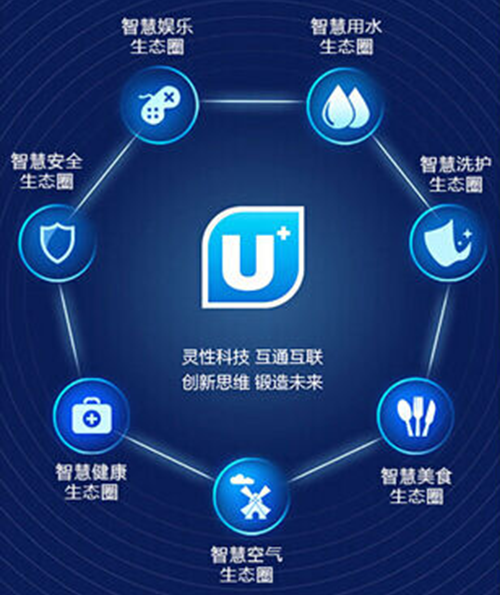 智慧娱乐
生态圈
智慧用水
生态圈
智慧安全
生态圈
智慧洗护
生态圈
U+
灵性科技 互通互联
创新思维 锻造未来
智慧健康
生态圈
智慧美食
生态圈
智慧空气
生态圈